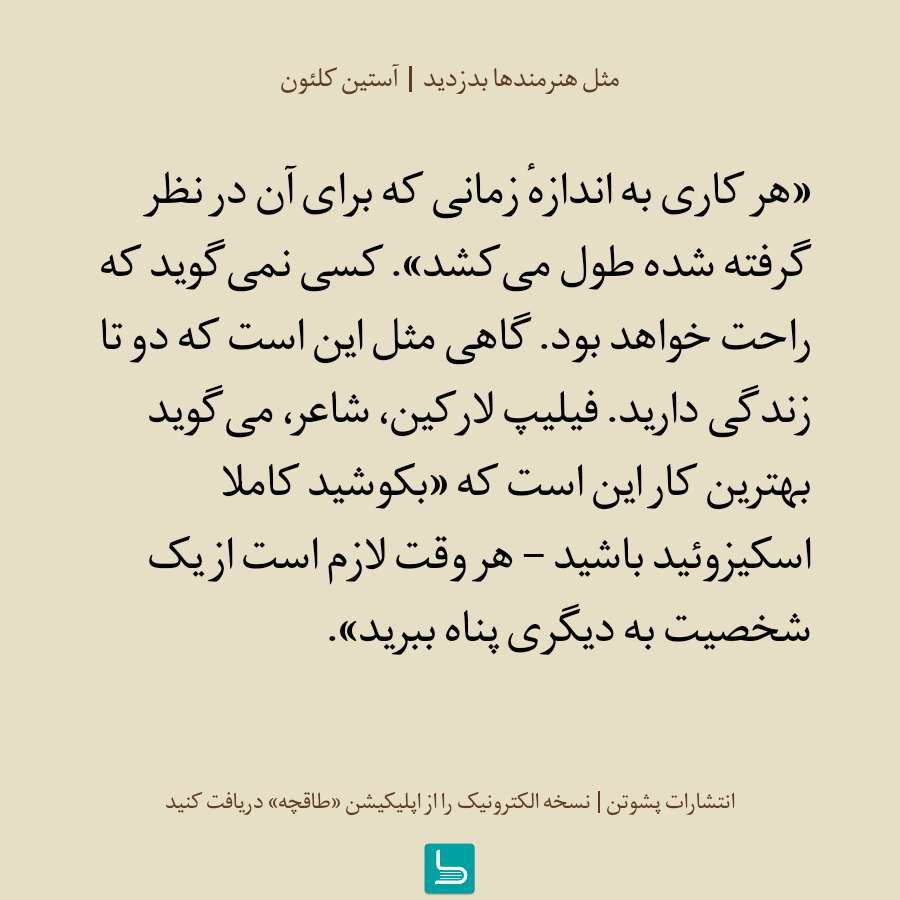 مثل هنرمندها بدزدید | آستین کلئون
«هر کاری به اندازهٔ زمانی که برای آن در نظر
گرفته شده طول می‌کشد». کسی نمی‌گوید که
راحت خواهد بود. گاهی مثل این است که دو تا
زندگی دارید. فیلیپ لارکین، شاعر، می‌گوید
بهترین کار این است که «بکوشید کاملا
اسکیزوئید باشید – هر وقت لازم است از یک
شخصیت به دیگری پناه ببرید».
انتشارات پشوتن | نسخه الکترونیک را از اپلیکیشن «طاقچه» دریافت کنید